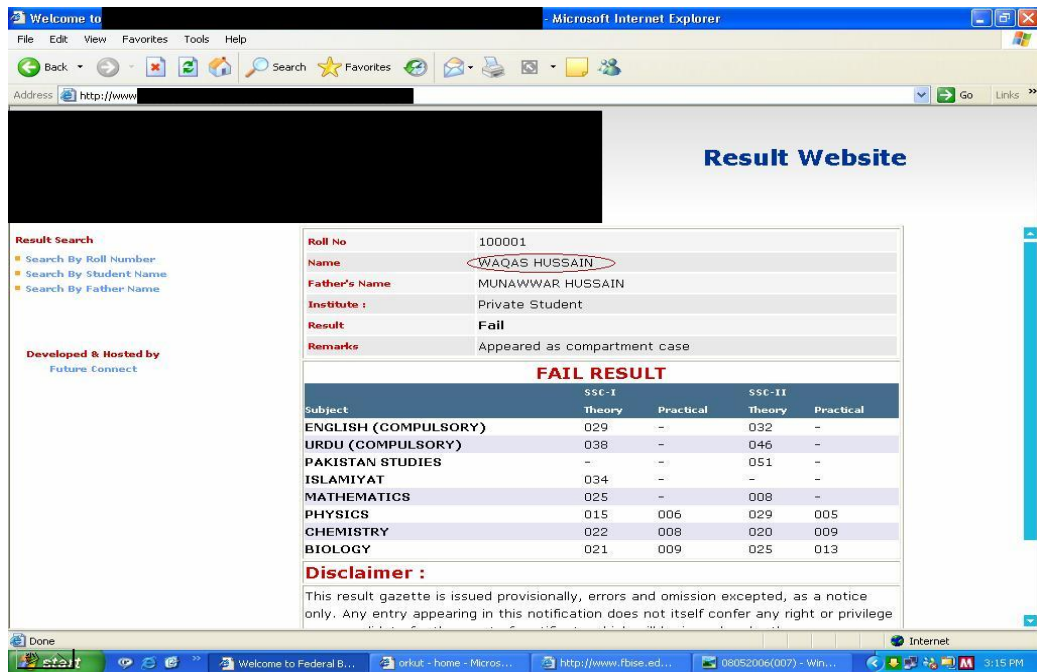 Welcome to - Microsoft Internet Explorer
File Edit View Favorites Tools Help
Back Search Favorites
Address http://www Go Links »
Result Website
Result Search
Search By Roll Number
Search By Student Name
Search By Father Name
Developed & Hosted by
Future Connect
Roll No 100001
Name WAQAS HUSSAIN
Father's Name MUNAWWAR HUSSAIN
Institute : Private Student
Result Fail
Remarks Appeared as compartment case
FAIL RESULT
SSC-I SSC-II
Subject Theory Practical Theory Practical
ENGLISH (COMPULSORY) 029 - 032 -
URDU (COMPULSORY) 038 - 046 -
PAKISTAN STUDIES - - 051 -
ISLAMIYAT 034 - - -
MATHEMATICS 025 - 008 -
PHYSICS 015 006 029 005
CHEMISTRY 022 008 020 009
BIOLOGY 021 009 025 013
Disclaimer :
This result gazette is issued provisionally, errors and omission excepted, as a notice
only. Any entry appearing in this notification does not itself confer any right or privilege
Done Internet
start Welcome to Federal B... orkut - home - Micros... http://www.fbise.ed... 08052006(007) - Win... 3:15 PM